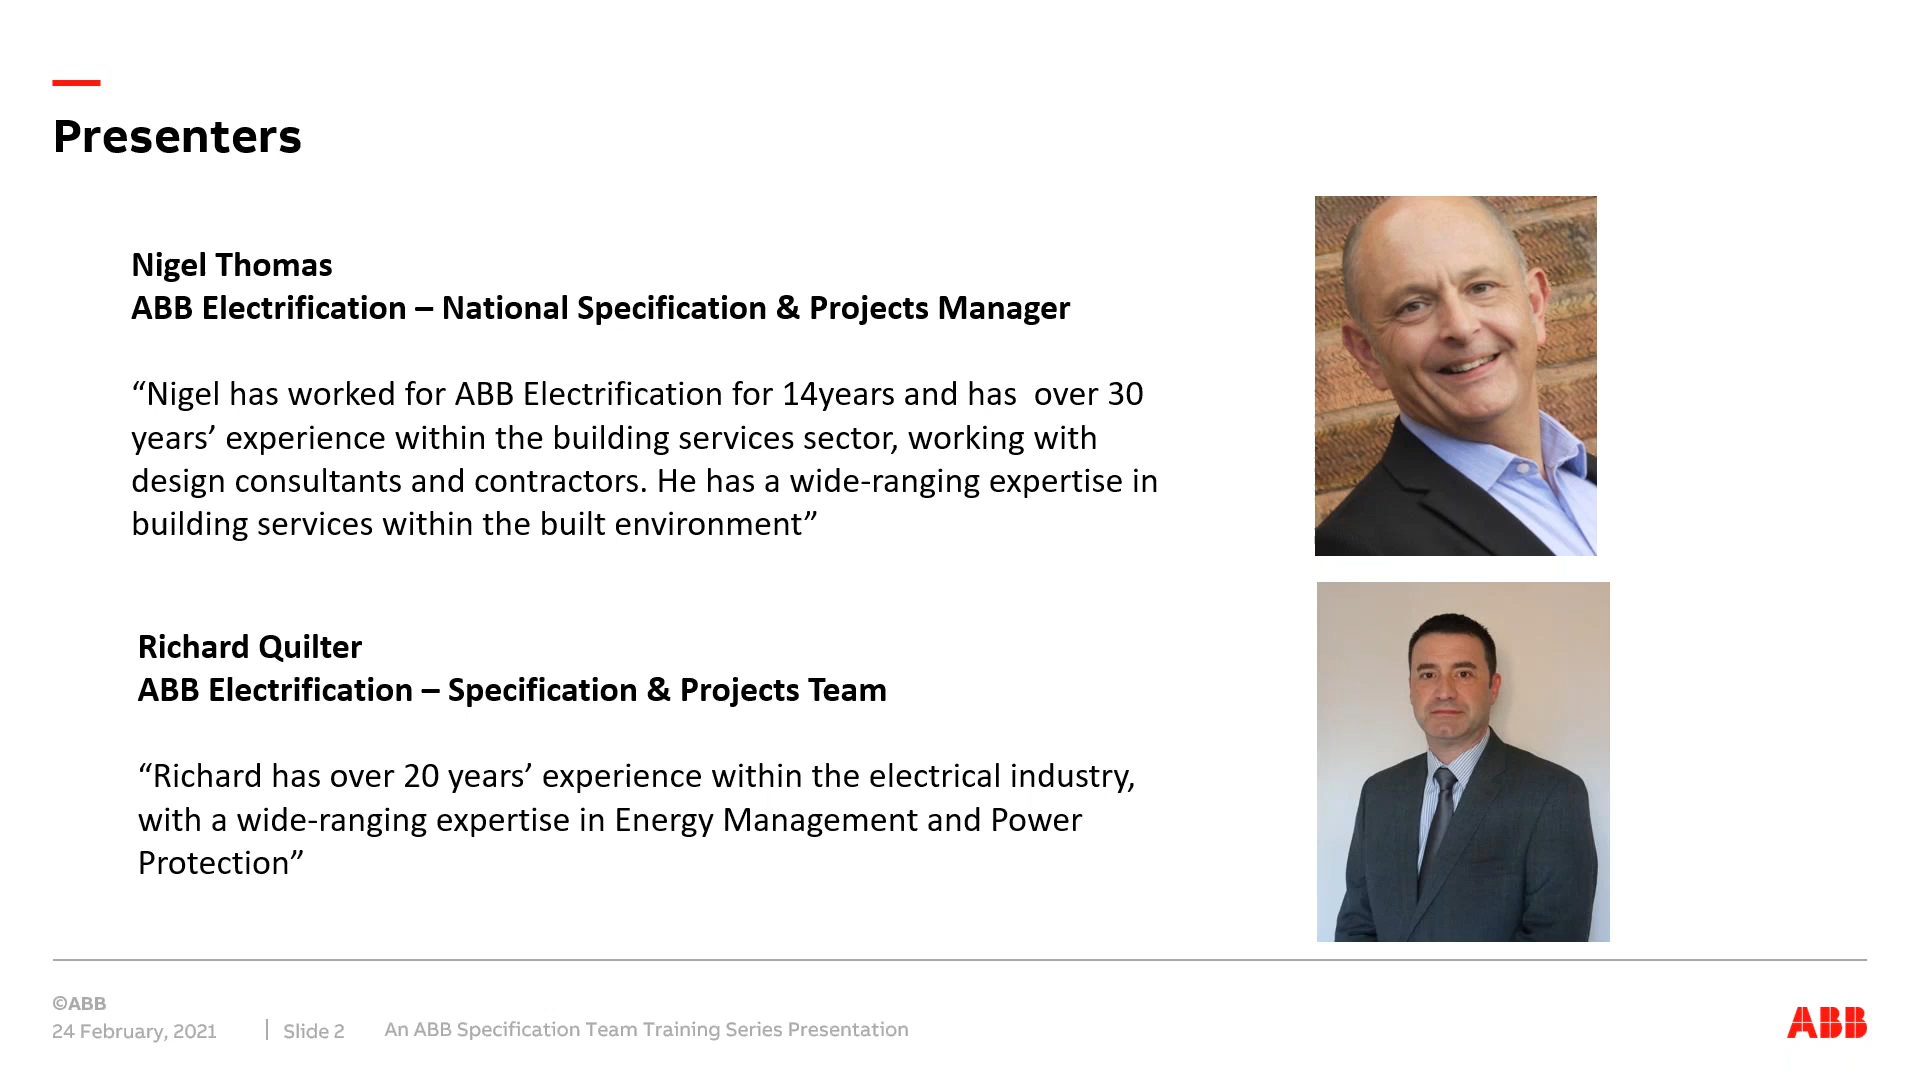 Presenters
Nigel Thomas
ABB Electrification – National Specification & Projects Manager
“Nigel has worked for ABB Electrification for 14years and has  over 30
years’ experience within the building services sector, working with
design consultants and contractors. He has a wide-ranging expertise in
building services within the built environment”
Richard Quilter
ABB Electrification – Specification & Projects Team
“Richard has over 20 years’ experience within the electrical industry,
with a wide-ranging expertise in Energy Management and Power
Protection”
©ABB
24 February, 2021 | Slide 2 An ABB Specification Team Training Series Presentation
ABB